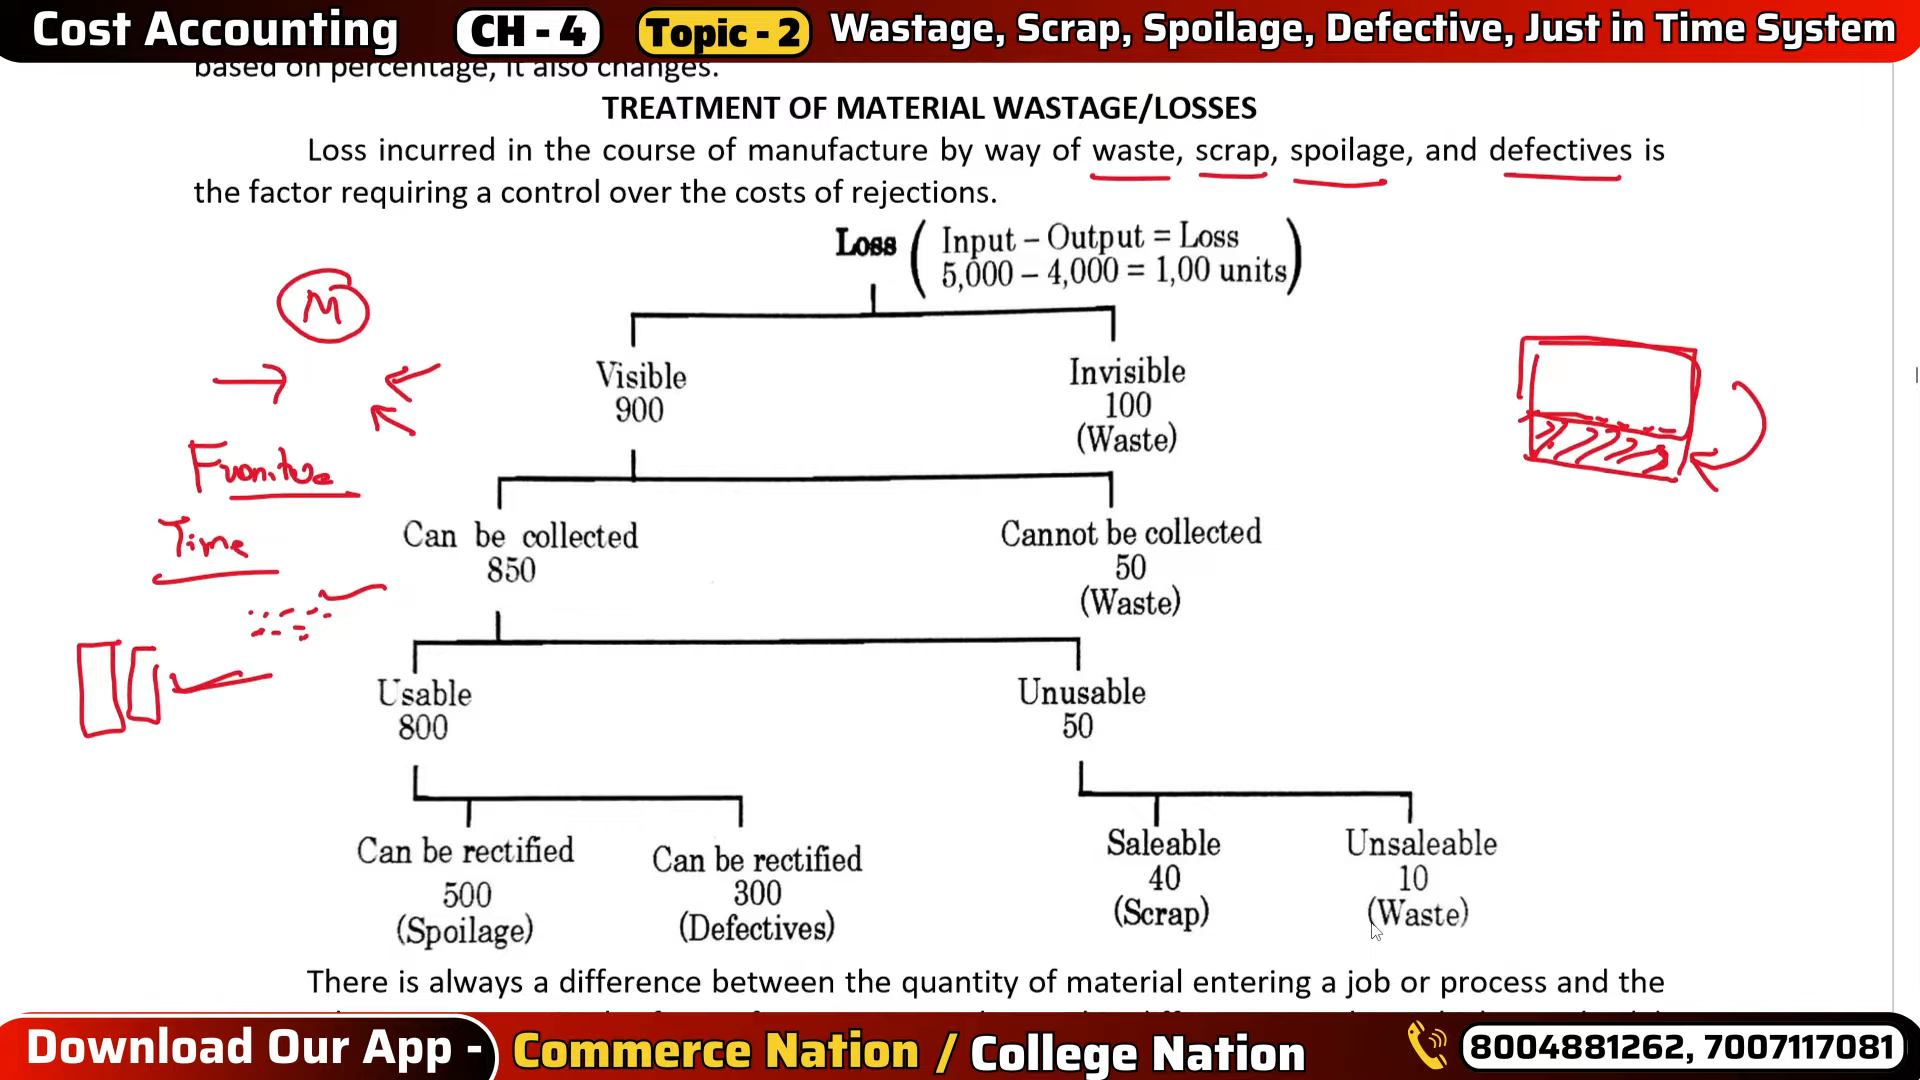 Cost Accounting CH - 4 Topic - 2 Wastage, Scrap, Spoilage, Defective, Just in Time System
based on percentage, it also changes.
TREATMENT OF MATERIAL WASTAGE/LOSSES
Loss incurred in the course of manufacture by way of waste, scrap, spoilage, and defectives is
the factor requiring a control over the costs of rejections.
Loss ( Input – Output = Loss
5,000 – 4,000 = 1,00 units )
M
Visible Invisible
900 100
(Waste)
Furniture
Time
Can be collected Cannot be collected
850 50
(Waste)
Usable Unusable
800 50
Can be rectified Can be rectified Saleable Unsaleable
500 300 40 10
(Spoilage) (Defectives) (Scrap) (Waste)
There is always a difference between the quantity of material entering a job or process and the
Download Our App - Commerce Nation / College Nation 8004881262, 7007117081